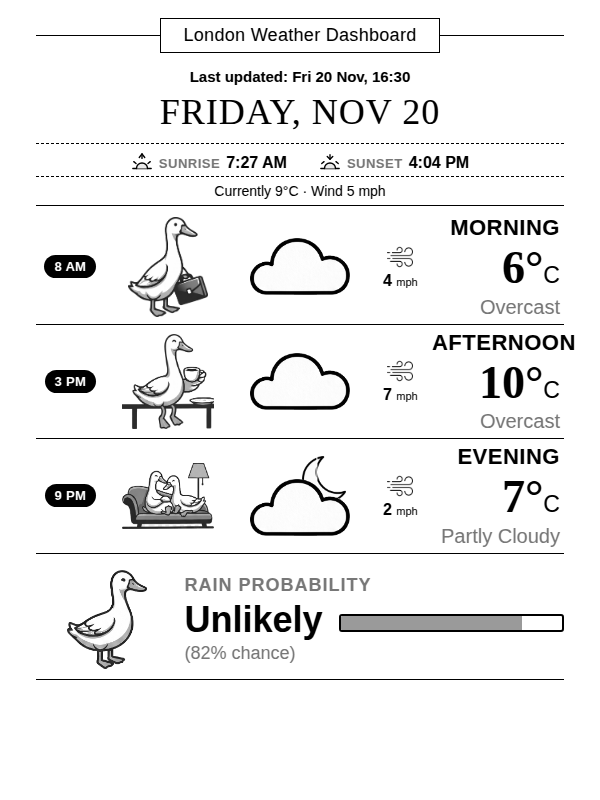 London Weather Dashboard
Last updated: Fri 20 Nov, 16:30
FRIDAY, NOV 20
SUNRISE 7:27 AM SUNSET 4:04 PM
Currently 9°C · Wind 5 mph
MORNING
8 AM
6°C
4 mph
Overcast
AFTERNOON
3 PM
10°C
7 mph
Overcast
EVENING
9 PM
7°C
2 mph
Partly Cloudy
RAIN PROBABILITY
Unlikely
(82% chance)